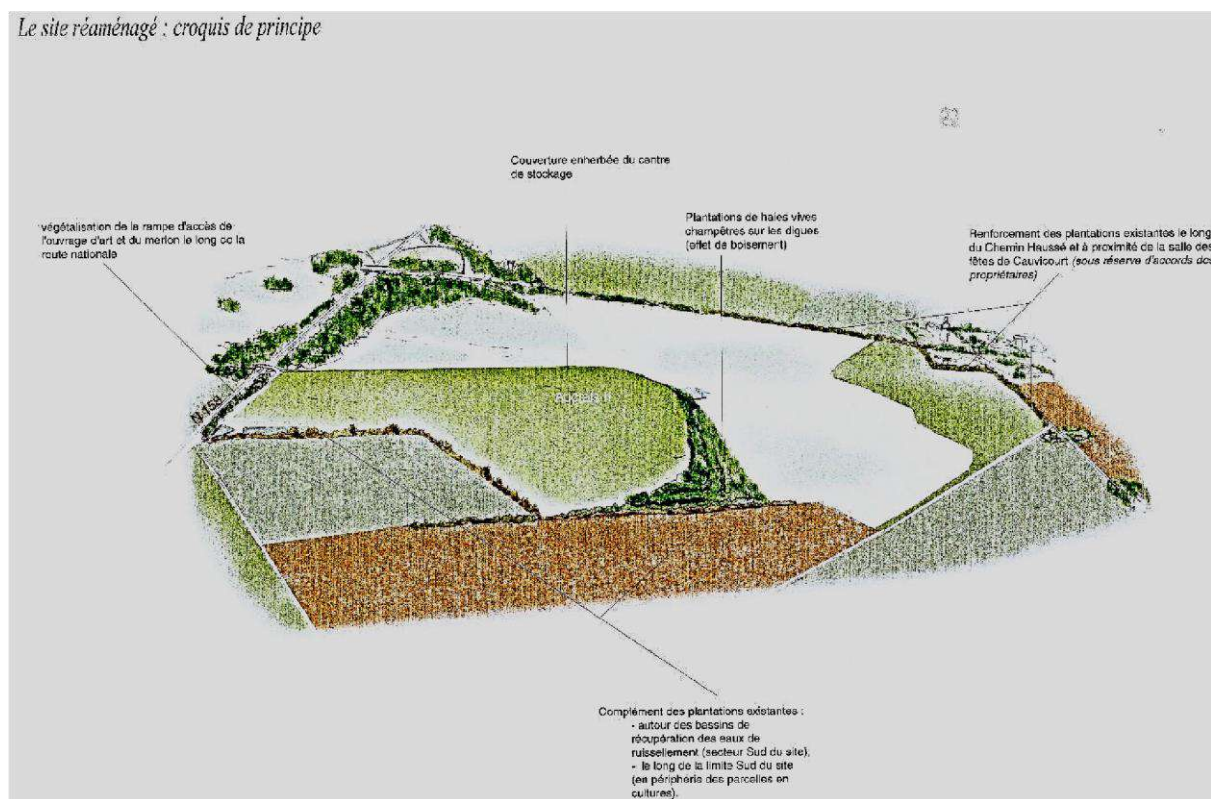 Le site réaménagé : croquis de principe
Couverture enherbée du centre
de stockage
végétalisation de la rampe d'accès de
l'ouvrage d'art et du merlon le long de la
route nationale
Plantations de haies vives
champêtres sur les digues
(effet de boisement)
Renforcement des plantations existantes le long
du Chemin Haussé et à proximité de la salle des
fêtes de Cauvicourt (sous réserve d'accords des
propriétaires)
N 158
Complément des plantations existantes :
- autour des bassins de
récupération des eaux de
ruissellement (secteur Sud du site);
- le long de la limite Sud du site
(en périphérie des parcelles en
cultures).